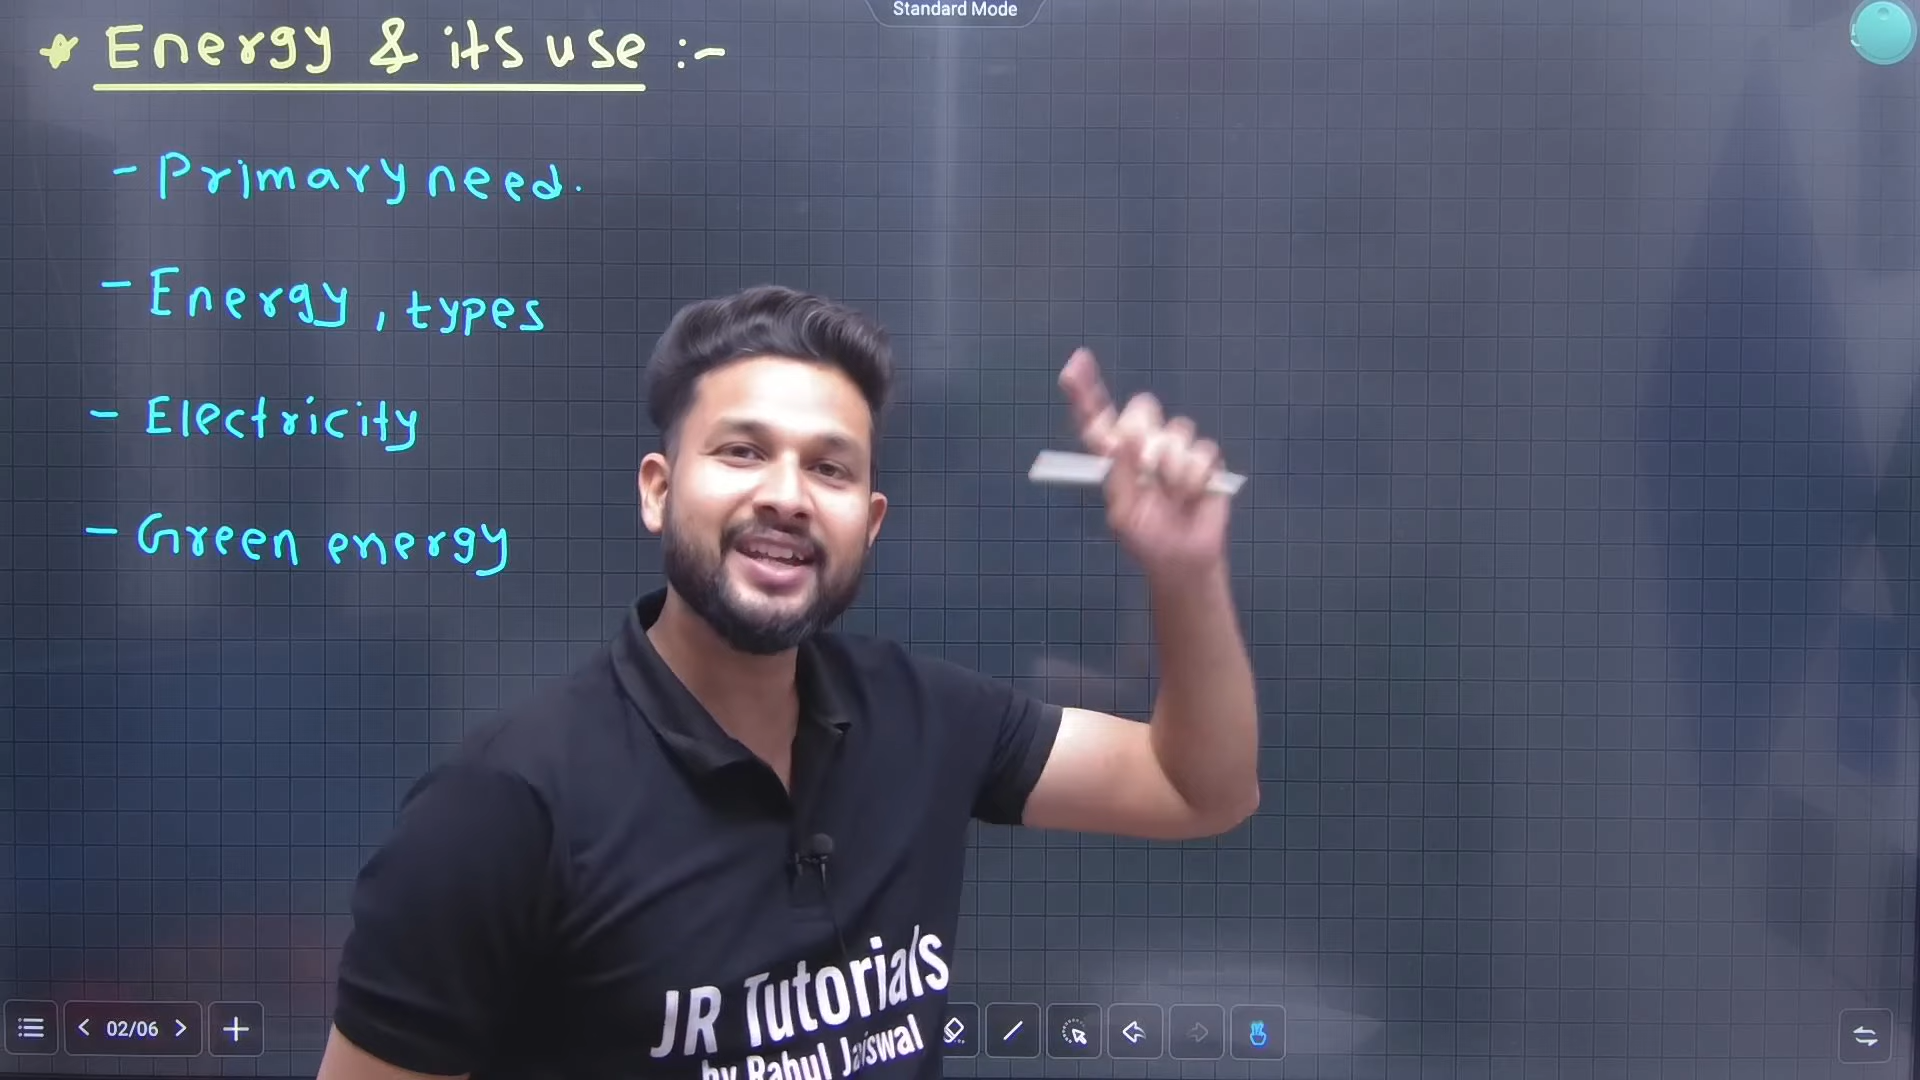 Standard Mode
* Energy & its use :-
- Primary need.
- Energy, types
- Electricity
- Green energy
JR Tutorials
by Rahul Jaiswal
02/06